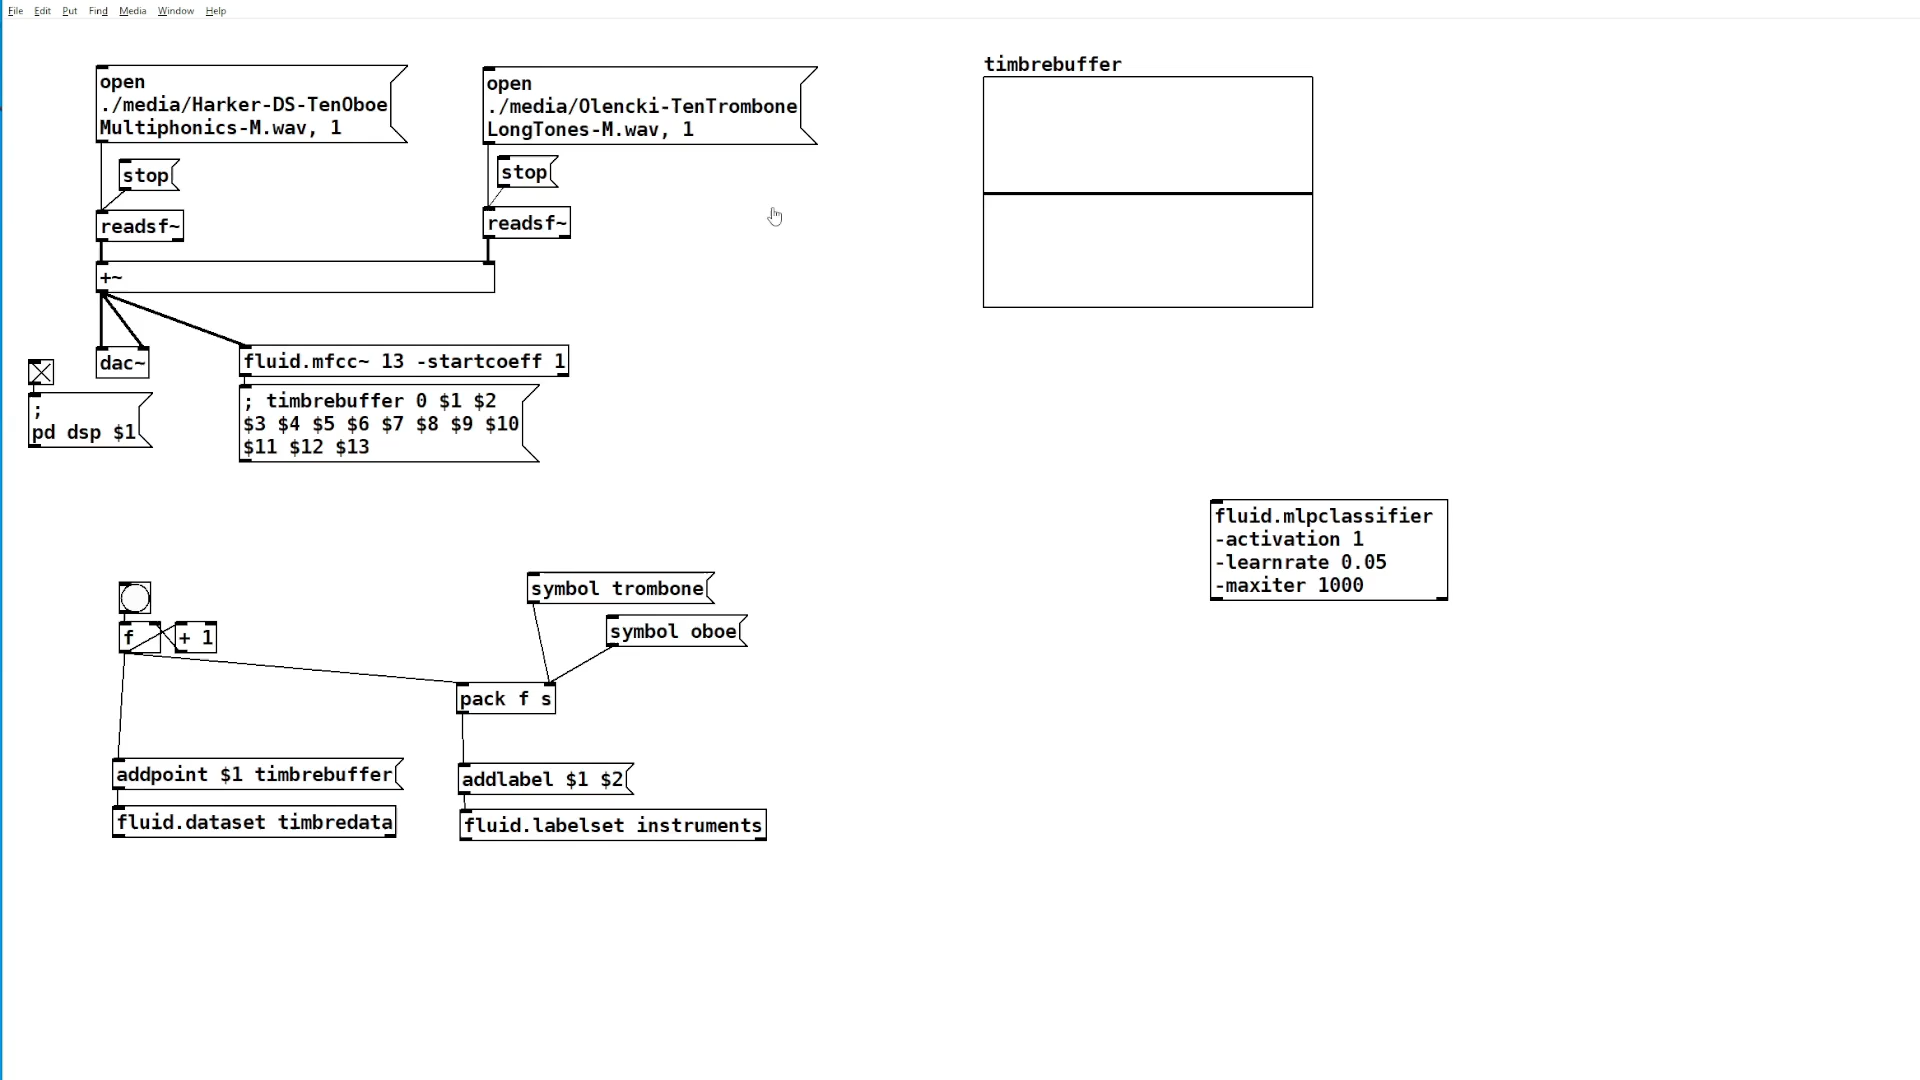 File Edit Put Find Media Window Help
open
./media/Harker-DS-TenOboe
Multiphonics-M.wav, 1
open
./media/Olencki-TenTrombone
LongTones-M.wav, 1
timbrebuffer
stop
stop
readsf~
readsf~
+~
dac~
fluid.mfcc~ 13 -startcoeff 1
; timbrebuffer 0 $1 $2
$3 $4 $5 $6 $7 $8 $9 $10
$11 $12 $13
;
pd dsp $1
fluid.mlpclassifier
-activation 1
-learnrate 0.05
-maxiter 1000
symbol trombone
symbol oboe
f
+ 1
pack f s
addpoint $1 timbrebuffer
addlabel $1 $2
fluid.dataset timbredata
fluid.labelset instruments